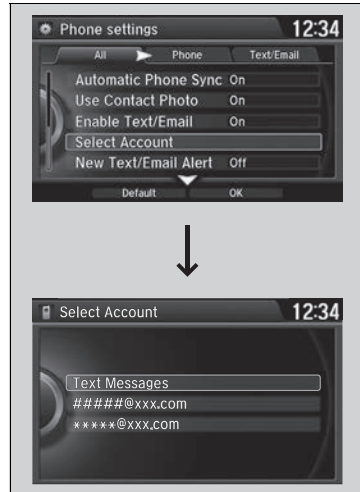 Phone settings 12:34
All Phone Text/Email
Automatic Phone Sync On
Use Contact Photo On
Enable Text/Email On
Select Account
New Text/Email Alert Off
Default OK
Select Account 12:34
Text Messages
#####@xxx.com
*****@xxx.com